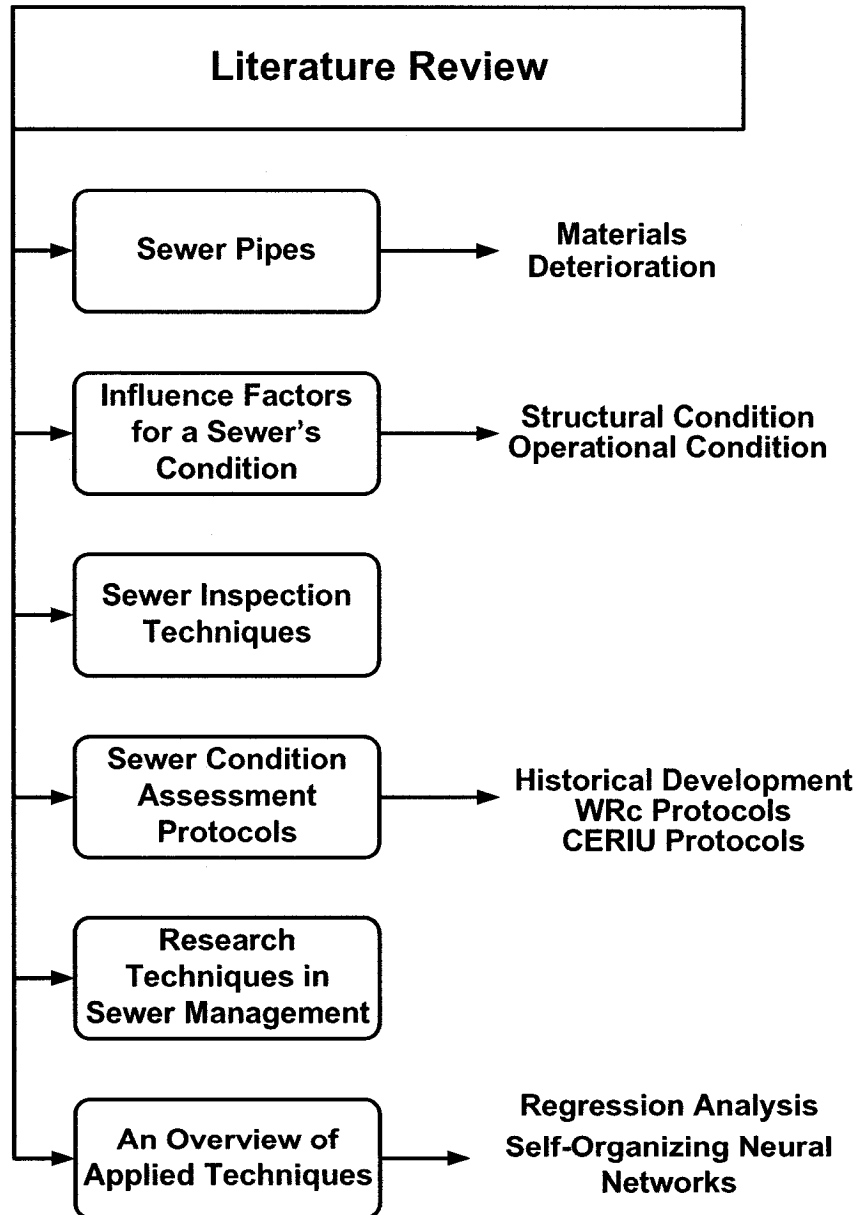 Literature Review
Sewer Pipes
Materials
Deterioration
Influence Factors
for a Sewer's
Condition
Structural Condition
Operational Condition
Sewer Inspection
Techniques
Sewer Condition
Assessment
Protocols
Historical Development
WRc Protocols
CERIU Protocols
Research
Techniques in
Sewer Management
An Overview of
Applied Techniques
Regression Analysis
Self-Organizing Neural
Networks